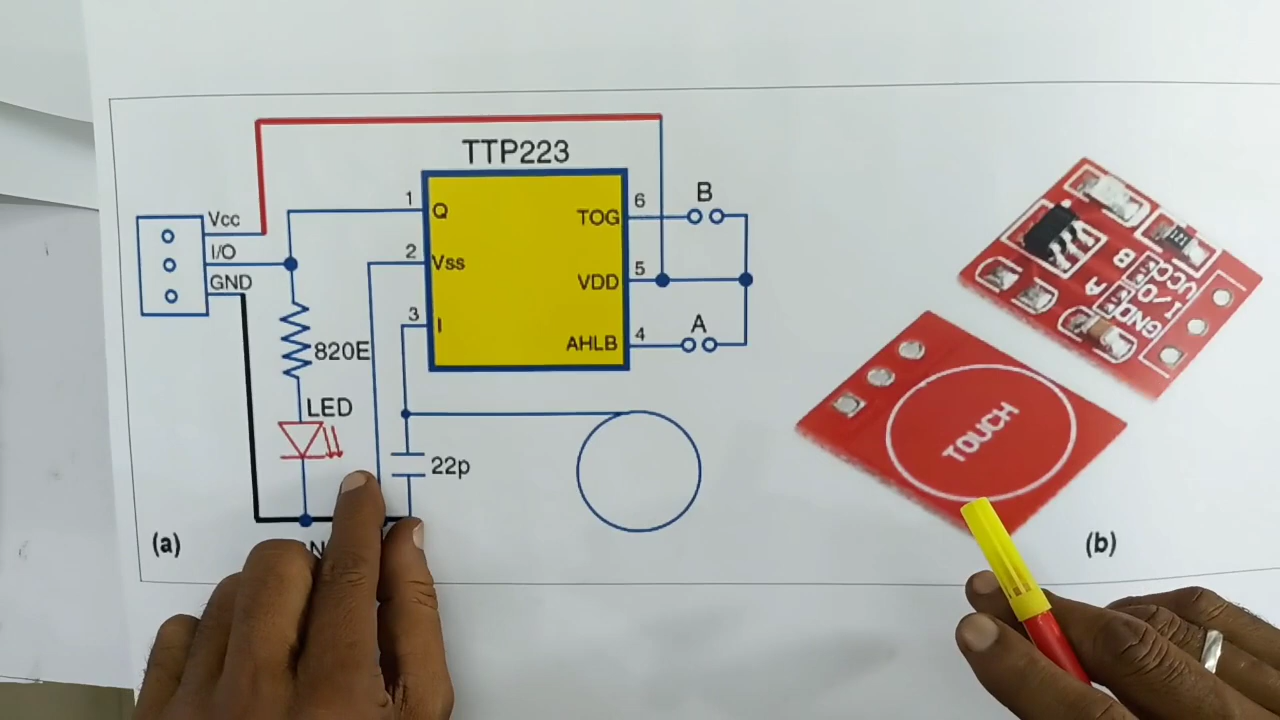 TTP223
Vcc
I/O
GND
1
Q
2
Vss
3
I
TOG
6
VDD
5
AHLB
4
B
A
820E
LED
22p
(a)
TOUCH
B
A
VCC
I/O
GND
(b)